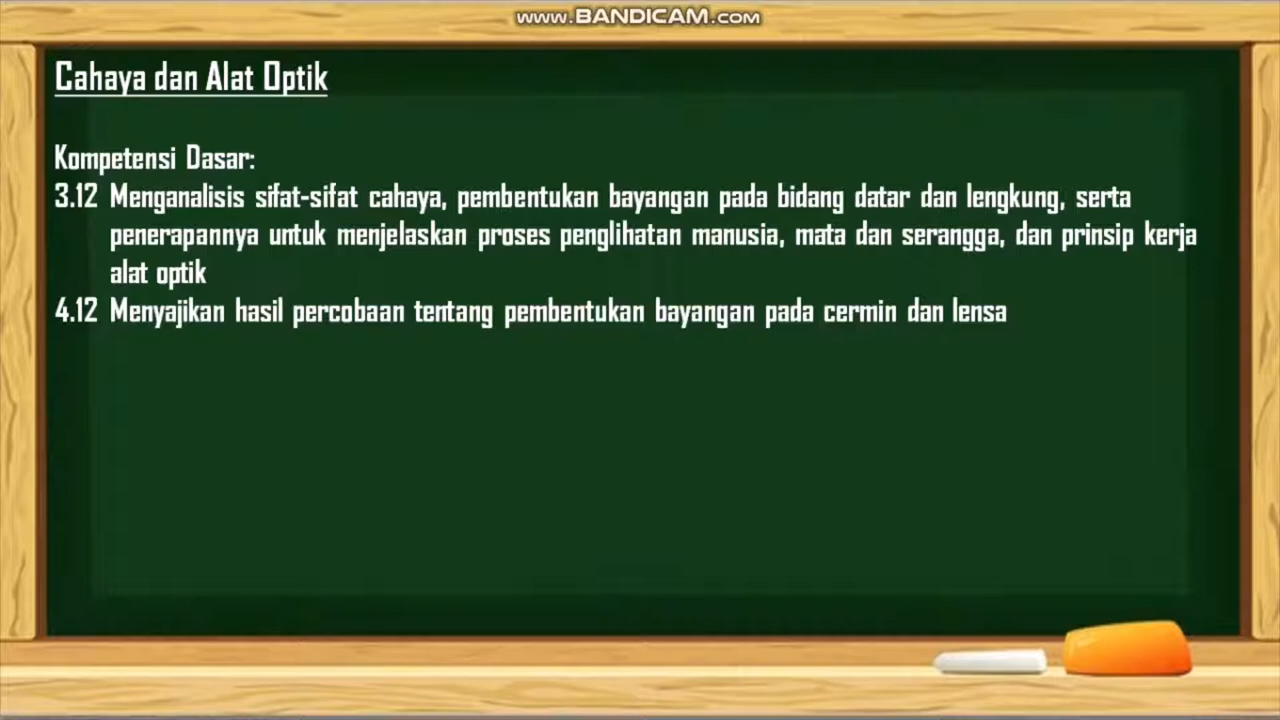 www.BANDICAM.com
Cahaya dan Alat Optik
Kompetensi Dasar:
3.12 Menganalisis sifat-sifat cahaya, pembentukan bayangan pada bidang datar dan lengkung, serta
penerapannya untuk menjelaskan proses penglihatan manusia, mata dan serangga, dan prinsip kerja
alat optik
4.12 Menyajikan hasil percobaan tentang pembentukan bayangan pada cermin dan lensa